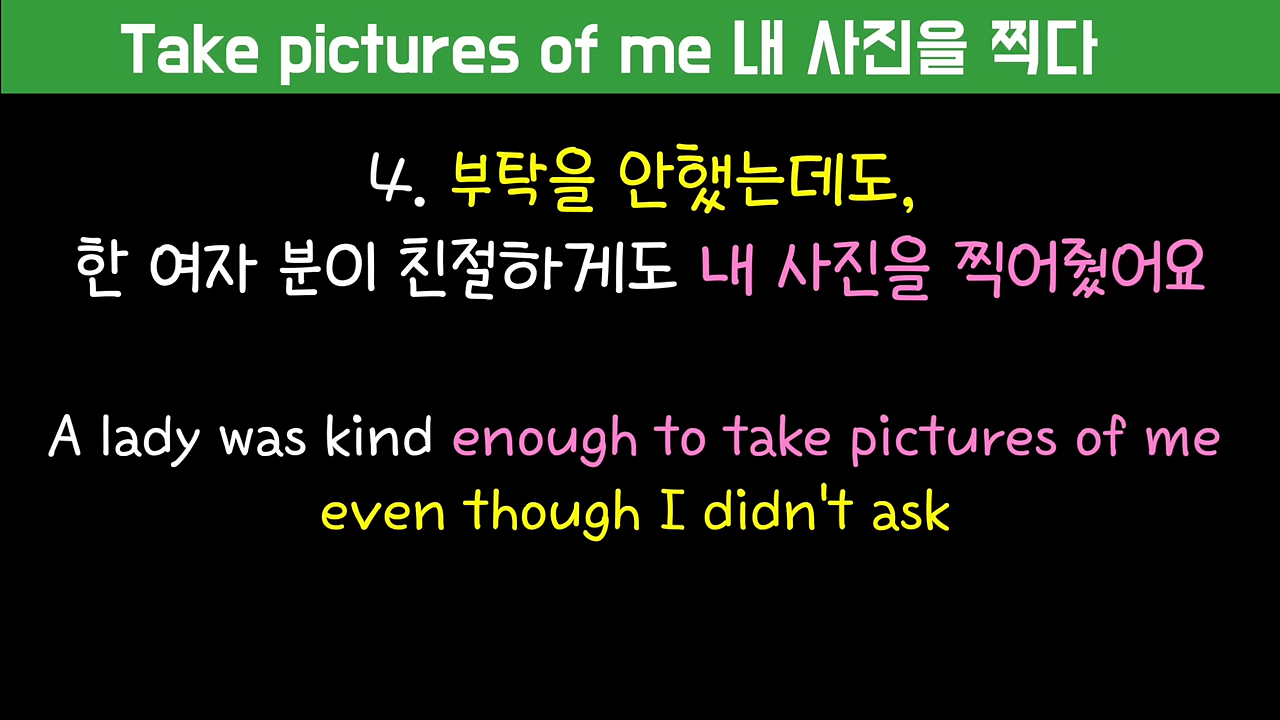 Take pictures of me 내 사진을 찍다
4. 부탁을 안했는데도,
한 여자 분이 친절하게도 내 사진을 찍어줬어요
A lady was kind enough to take pictures of me
even though I didn't ask